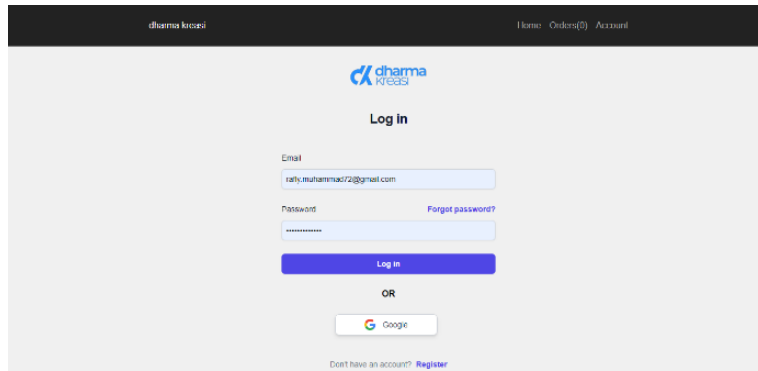 dharma kreasi Home Orders(0) Account
dharma
kreasi
Log in
Email
rafly.muhammad72@gmail.com
Password Forgot password?
•••••••••••••
Log in
OR
Google
Don't have an account? Register